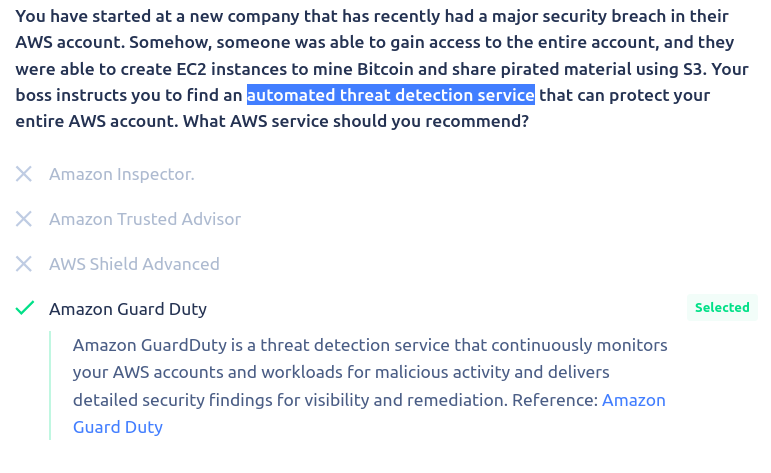 You have started at a new company that has recently had a major security breach in their
AWS account. Somehow, someone was able to gain access to the entire account, and they
were able to create EC2 instances to mine Bitcoin and share pirated material using S3. Your
boss instructs you to find an automated threat detection service that can protect your
entire AWS account. What AWS service should you recommend?
Amazon Inspector.
Amazon Trusted Advisor
AWS Shield Advanced
Amazon Guard Duty
Selected
Amazon GuardDuty is a threat detection service that continuously monitors
your AWS accounts and workloads for malicious activity and delivers
detailed security findings for visibility and remediation. Reference: Amazon
Guard Duty